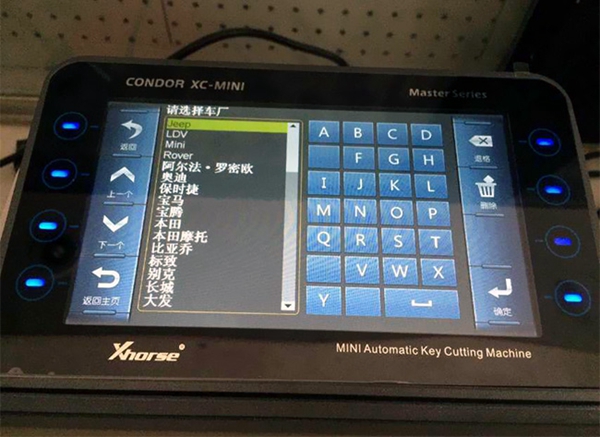 CONDOR XC-MINI
Master Series
请选择车厂
Jeep
LDV
Mini
Rover
阿尔法·罗密欧
奥迪
保时捷
宝马
宝腾
本田
本田摩托
比亚乔
标致
别克
长城
大发
返回
上一个
下一个
返回主页
A B C D
F G H
I J K L
M N O P
Q R S T
V W X
Y
退格
删除
确定
Xhorse
MINI Automatic Key Cutting Machine